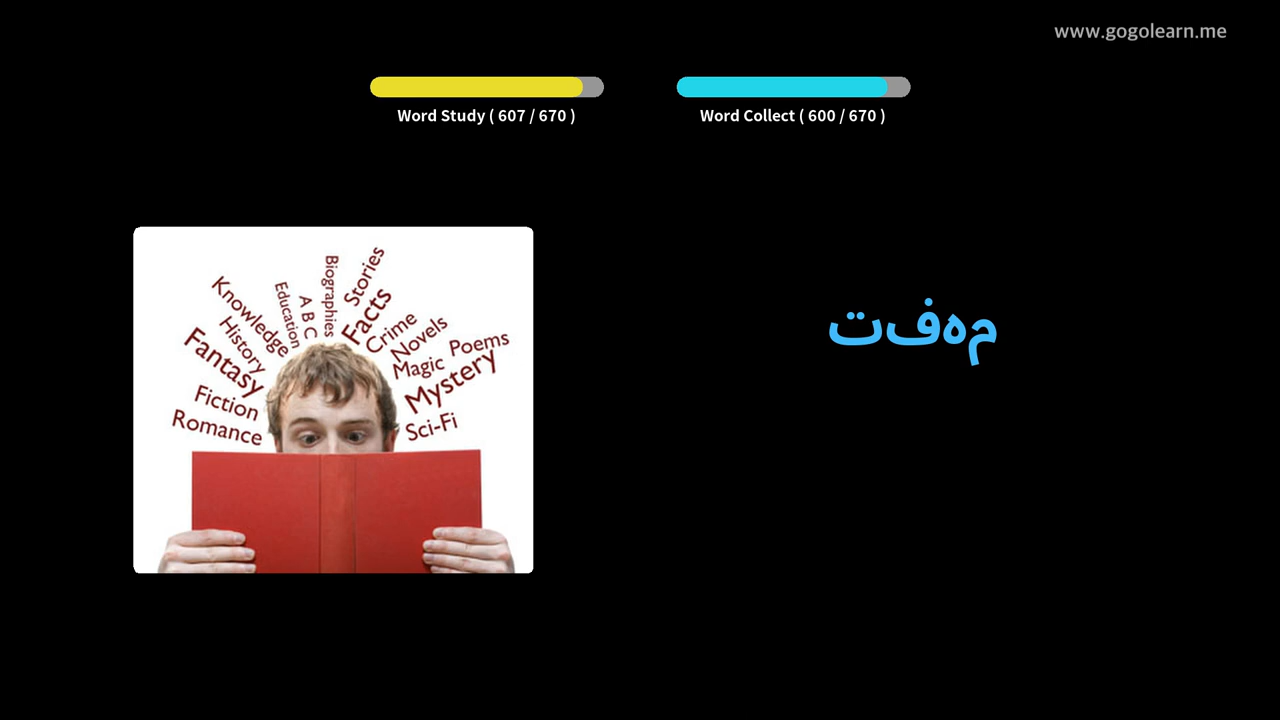 www.gogolearn.me
Word Study ( 607 / 670 )
Word Collect ( 600 / 670 )
Biographies
Stories
Education
A B C
Facts
Knowledge
History
Crime
Novels
Poems
Fantasy
Magic
Mystery
Fiction
Romance
Sci-Fi
مهفت